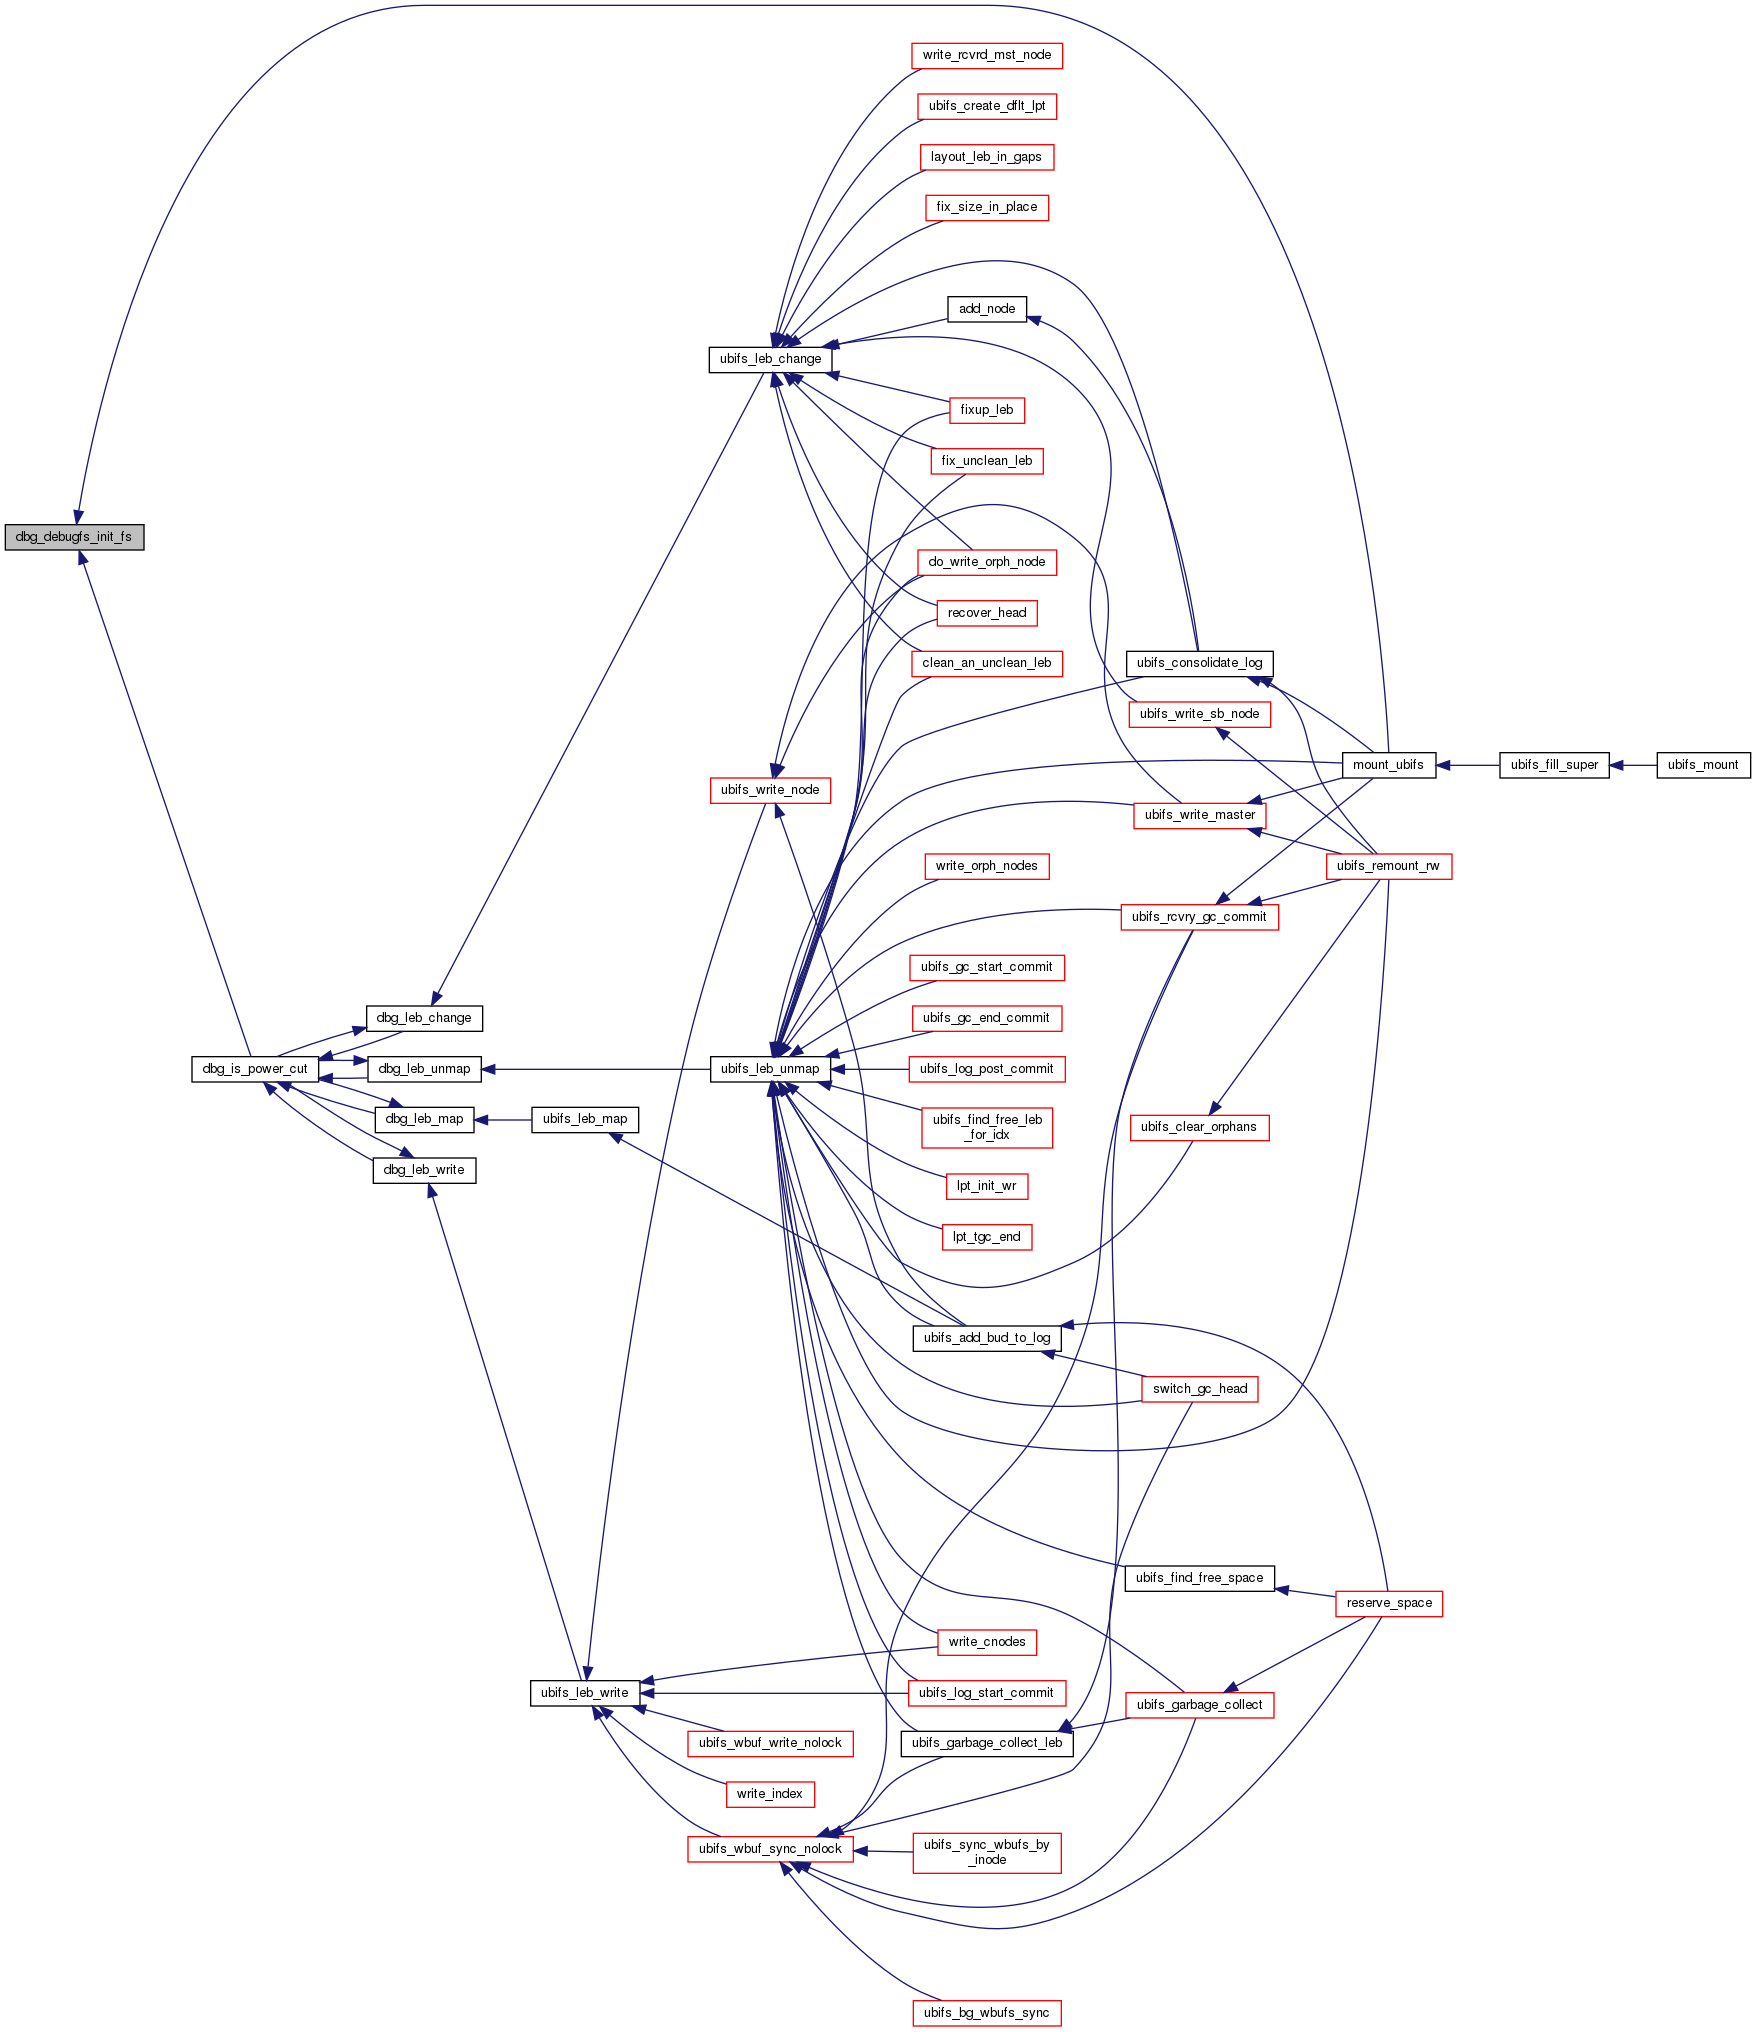 write_rcvrd_mst_node
ubifs_create_dflt_lpt
layout_leb_in_gaps
fix_size_in_place
add_node
ubifs_leb_change
fixup_leb
fix_unclean_leb
dbg_debugfs_init_fs
do_write_orph_node
recover_head
clean_an_unclean_leb
ubifs_consolidate_log
ubifs_write_sb_node
mount_ubifs
ubifs_fill_super
ubifs_mount
ubifs_write_node
ubifs_write_master
write_orph_nodes
ubifs_remount_rw
ubifs_rcvry_gc_commit
ubifs_gc_start_commit
dbg_leb_change
ubifs_gc_end_commit
dbg_is_power_cut
dbg_leb_unmap
ubifs_leb_unmap
ubifs_log_post_commit
dbg_leb_map
ubifs_leb_map
ubifs_find_free_leb
_for_idx
ubifs_clear_orphans
dbg_leb_write
lpt_init_wr
lpt_tgc_end
ubifs_add_bud_to_log
switch_gc_head
ubifs_find_free_space
reserve_space
write_cnodes
ubifs_leb_write
ubifs_log_start_commit
ubifs_garbage_collect
ubifs_wbuf_write_nolock
ubifs_garbage_collect_leb
write_index
ubifs_wbuf_sync_nolock
ubifs_sync_wbufs_by
_inode
ubifs_bg_wbufs_sync